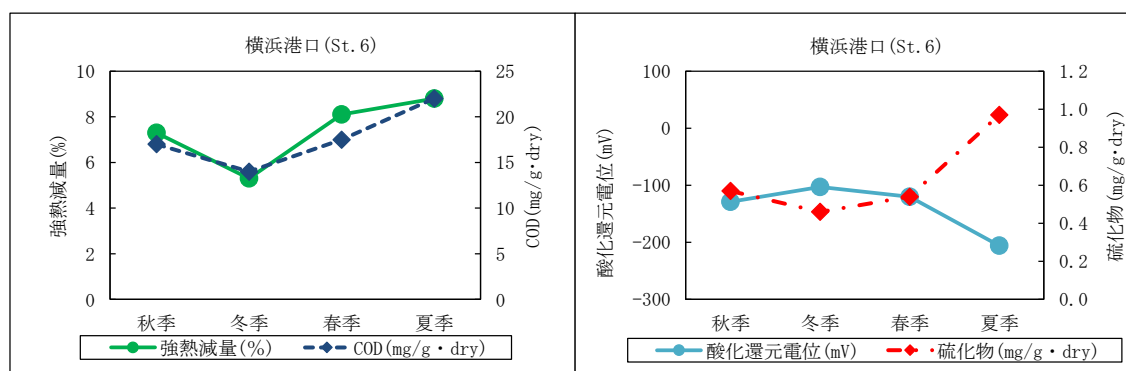 横浜港口(St.6)
10
8
6
4
2
0
強熱減量(%)
25
20
15
10
5
0
COD(mg/g・dry)
秋季 冬季 春季 夏季
強熱減量(%) COD(mg/g・dry)
横浜港口(St.6)
100
0
-100
-200
-300
酸化還元電位(mV)
1.2
1.0
0.8
0.6
0.4
0.2
0.0
硫化物(mg/g・dry)
秋季 冬季 春季 夏季
酸化還元電位(mV) 硫化物(mg/g・dry)